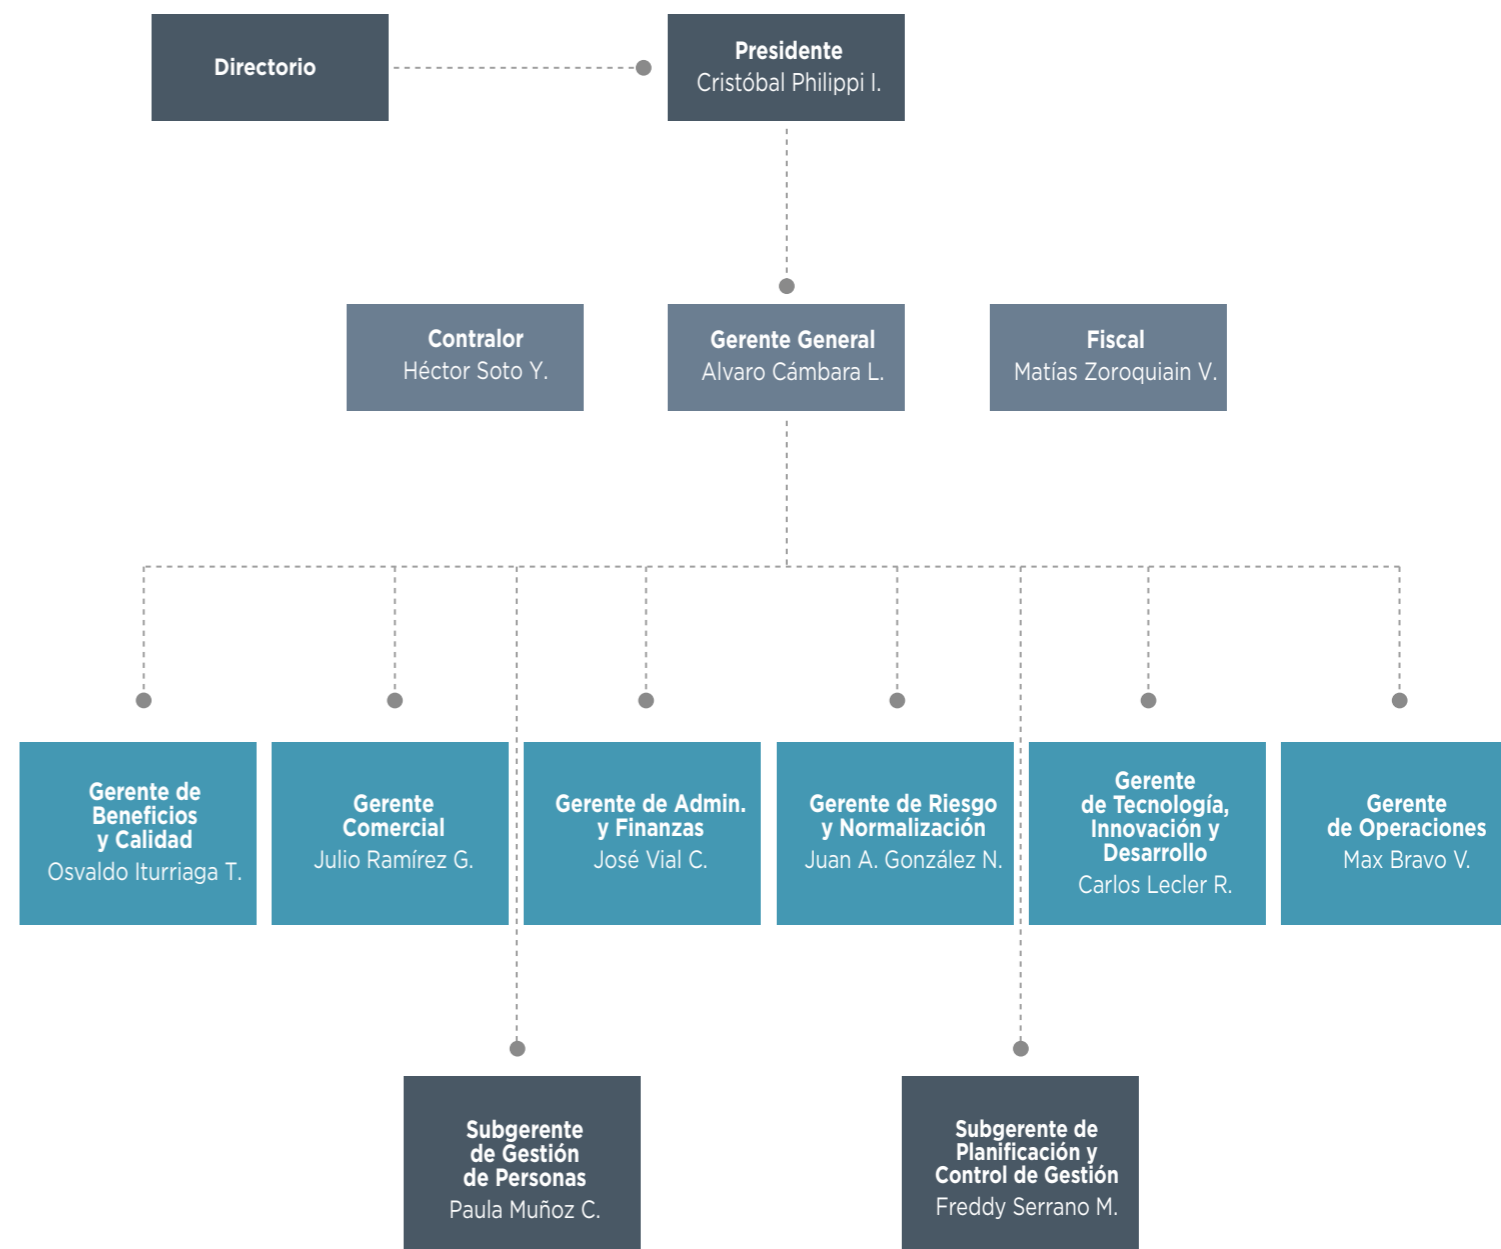 Directorio
Presidente
Cristóbal Philippi I.
Contralor
Héctor Soto Y.
Gerente General
Alvaro Cámbara L.
Fiscal
Matías Zoroquiain V.
Gerente de
Beneficios
y Calidad
Osvaldo Iturriaga T.
Gerente
Comercial
Julio Ramírez G.
Gerente de Admin.
y Finanzas
José Vial C.
Gerente de Riesgo
y Normalización
Juan A. González N.
Gerente
de Tecnología,
Innovación y
Desarrollo
Carlos Lecler R.
Gerente
de Operaciones
Max Bravo V.
Subgerente
de Gestión
de Personas
Paula Muñoz C.
Subgerente de
Planificación y
Control de Gestión
Freddy Serrano M.